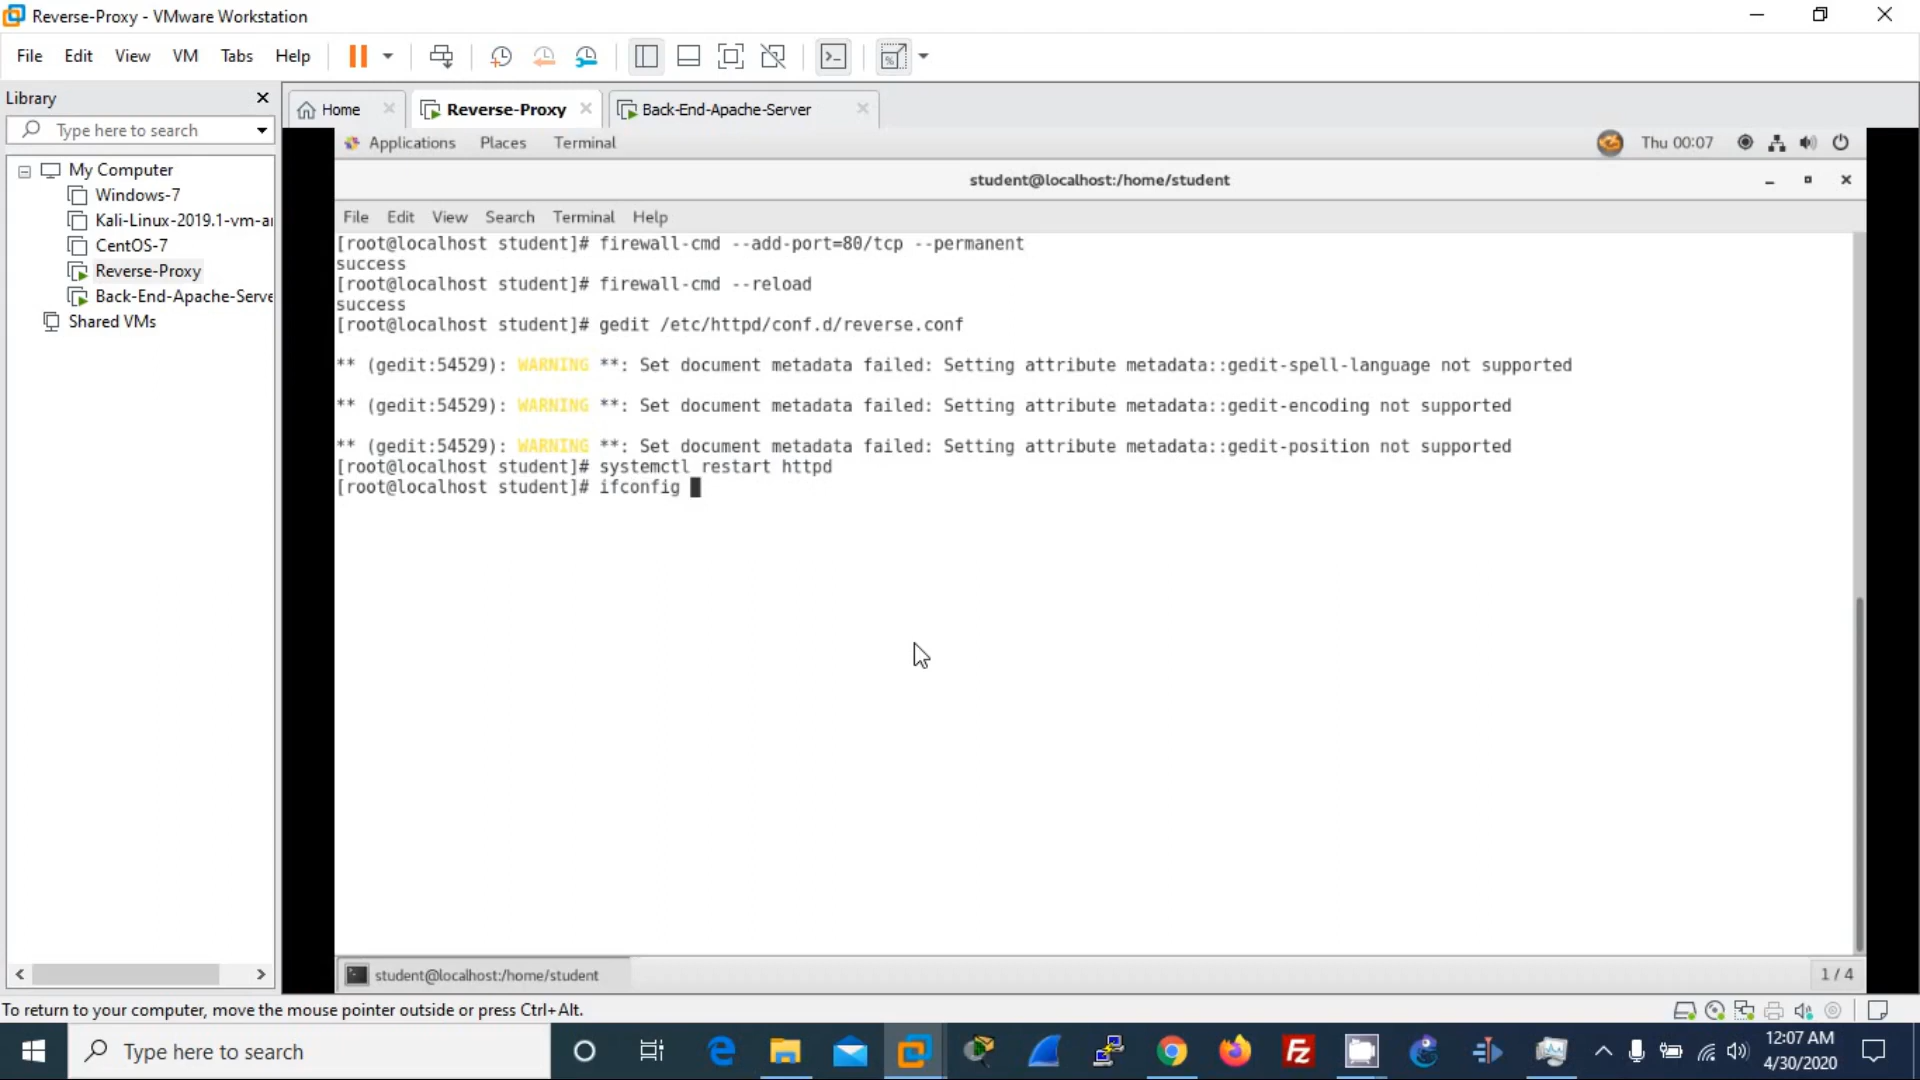 Reverse-Proxy - VMware Workstation
File Edit View VM Tabs Help
Library
Type here to search
My Computer
Windows-7
Kali-Linux-2019.1-vm-ar
CentOS-7
Reverse-Proxy
Back-End-Apache-Serve
Shared VMs
Home Reverse-Proxy Back-End-Apache-Server
Applications Places Terminal Thu 00:07
student@localhost:/home/student
File Edit View Search Terminal Help
[root@localhost student]# firewall-cmd --add-port=80/tcp --permanent
success
[root@localhost student]# firewall-cmd --reload
success
[root@localhost student]# gedit /etc/httpd/conf.d/reverse.conf
** (gedit:54529): WARNING **: Set document metadata failed: Setting attribute metadata::gedit-spell-language not supported
** (gedit:54529): WARNING **: Set document metadata failed: Setting attribute metadata::gedit-encoding not supported
** (gedit:54529): WARNING **: Set document metadata failed: Setting attribute metadata::gedit-position not supported
[root@localhost student]# systemctl restart httpd
[root@localhost student]# ifconfig
student@localhost:/home/student
1 / 4
To return to your computer, move the mouse pointer outside or press Ctrl+Alt.
Type here to search
12:07 AM
4/30/2020